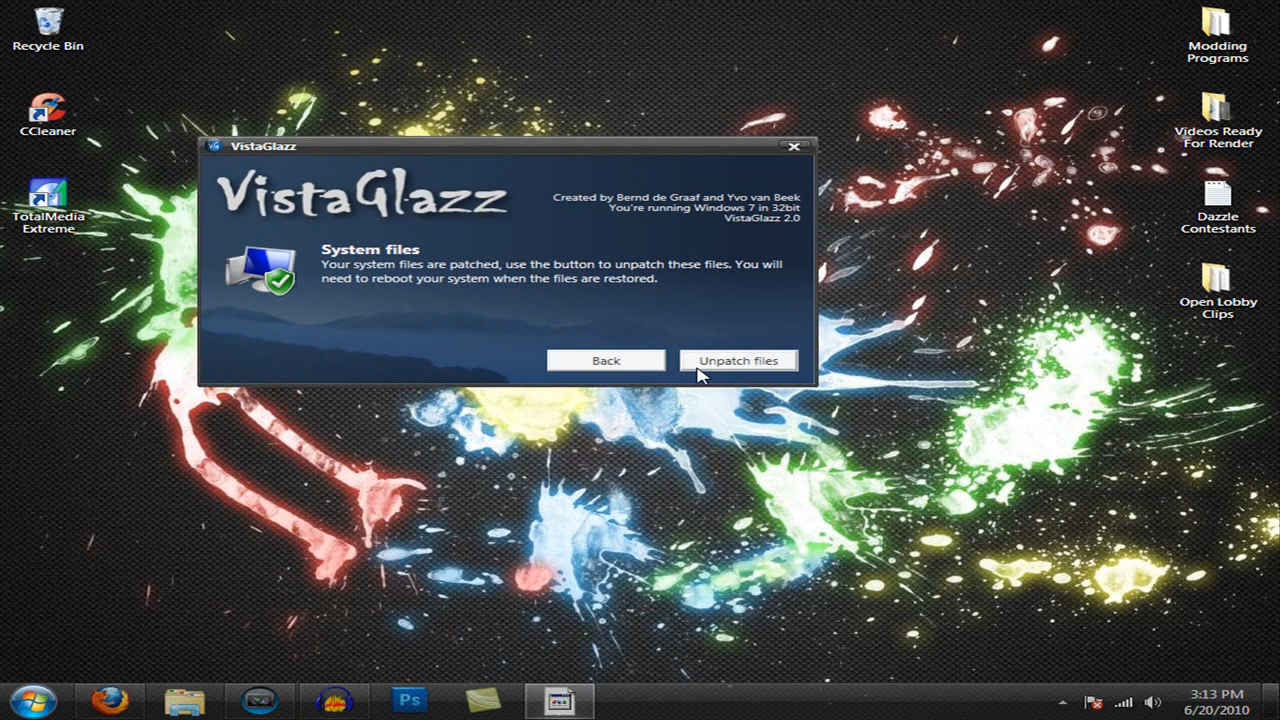 Recycle Bin
CCleaner
TotalMedia
Extreme
Modding
Programs
Videos Ready
For Render
Dazzle
Contestants
Open Lobby
Clips
VistaGlazz
VistaGlazz
Created by Bernd de Graaf and Yvo van Beek
You're running Windows 7 in 32bit
VistaGlazz 2.0
System files
Your system files are patched, use the button to unpatch these files. You will
need to reboot your system when the files are restored.
Back
Unpatch files
Ps
3:13 PM
6/20/2010